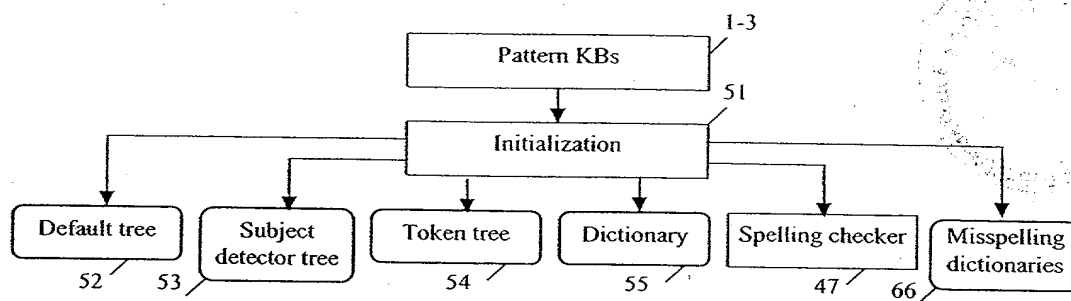 1-3
Pattern KBs
51
Initialization
Default tree
Subject
detector tree
Token tree
Dictionary
Spelling checker
Misspelling
dictionaries
52
53
54
55
47
66